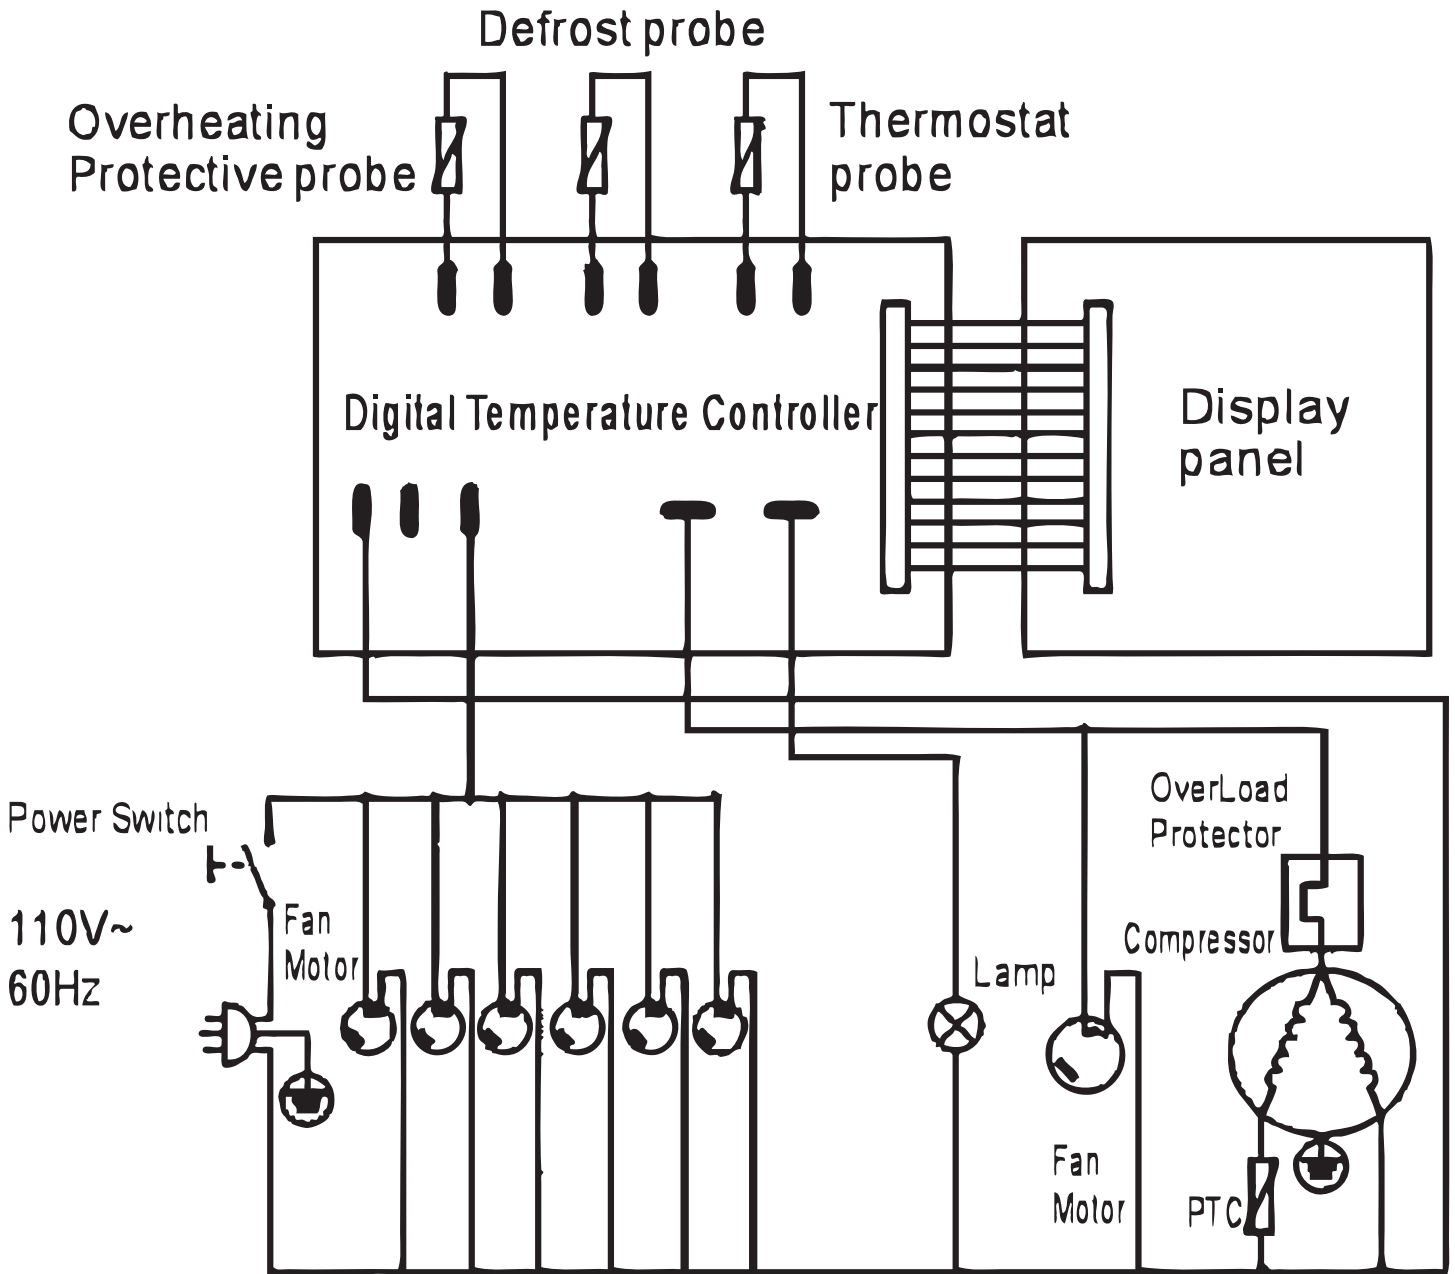 Defrost probe
Overheating
Protective probe
Thermostat
probe
Digital Temperature Controller
Display
panel
Power Switch
110V~
60Hz
Fan
Motor
Lamp
OverLoad
Protector
Compressor
Fan
Motor
PTC